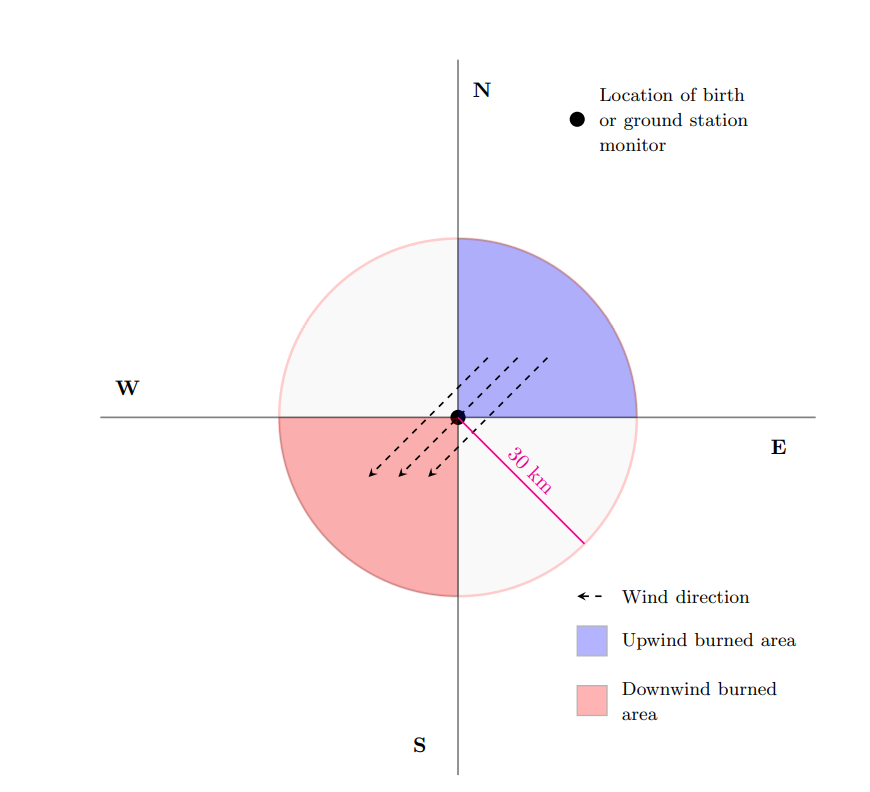 N
Location of birth
or ground station
monitor
W
E
30 km
Wind direction
Upwind burned area
Downwind burned
area
S